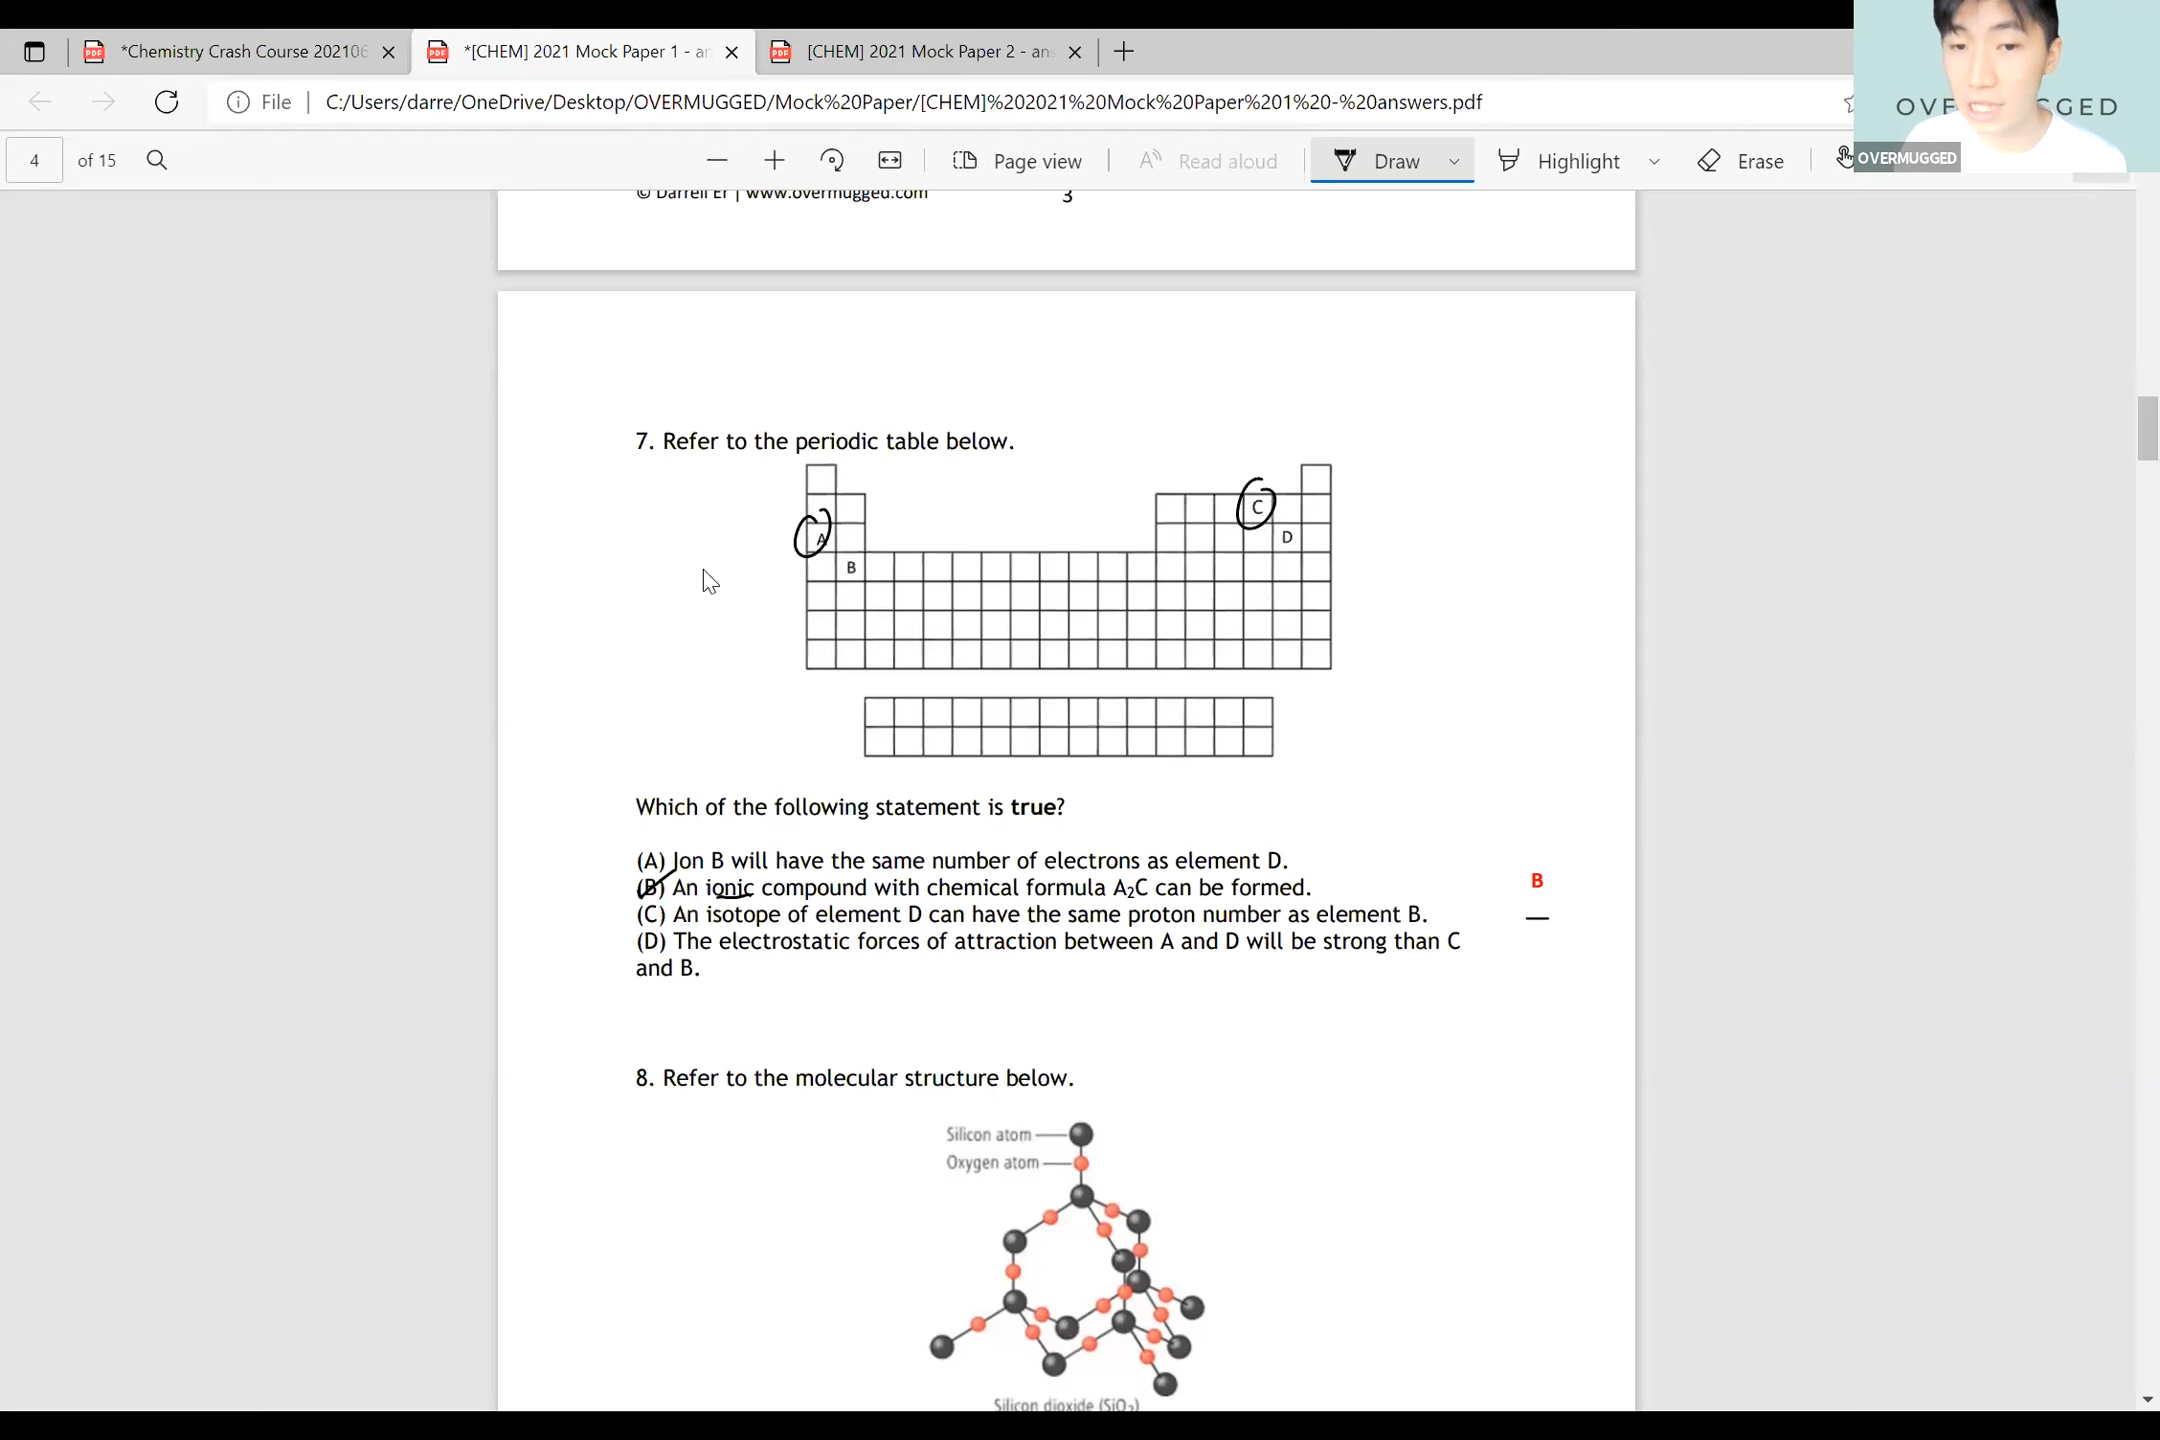 *Chemistry Crash Course 202106
*[CHEM] 2021 Mock Paper 1 - an
[CHEM] 2021 Mock Paper 2 - ans
File
C:/Users/darre/OneDrive/Desktop/OVERMUGGED/Mock%20Paper/[CHEM]%202021%20Mock%20Paper%201%20-%20answers.pdf
OVE GGED
OVERMUGGED
4 of 15
Page view
Read aloud
Draw
Highlight
Erase
© Darrell Er | www.overmugged.com 3
7. Refer to the periodic table below.
C
A
D
B
Which of the following statement is true?
(A) Ion B will have the same number of electrons as element D.
(B) An ionic compound with chemical formula A₂C can be formed.
B
(C) An isotope of element D can have the same proton number as element B.
(D) The electrostatic forces of attraction between A and D will be strong than C
and B.
8. Refer to the molecular structure below.
Silicon atom
Oxygen atom
Silicon dioxide (SiO₂)